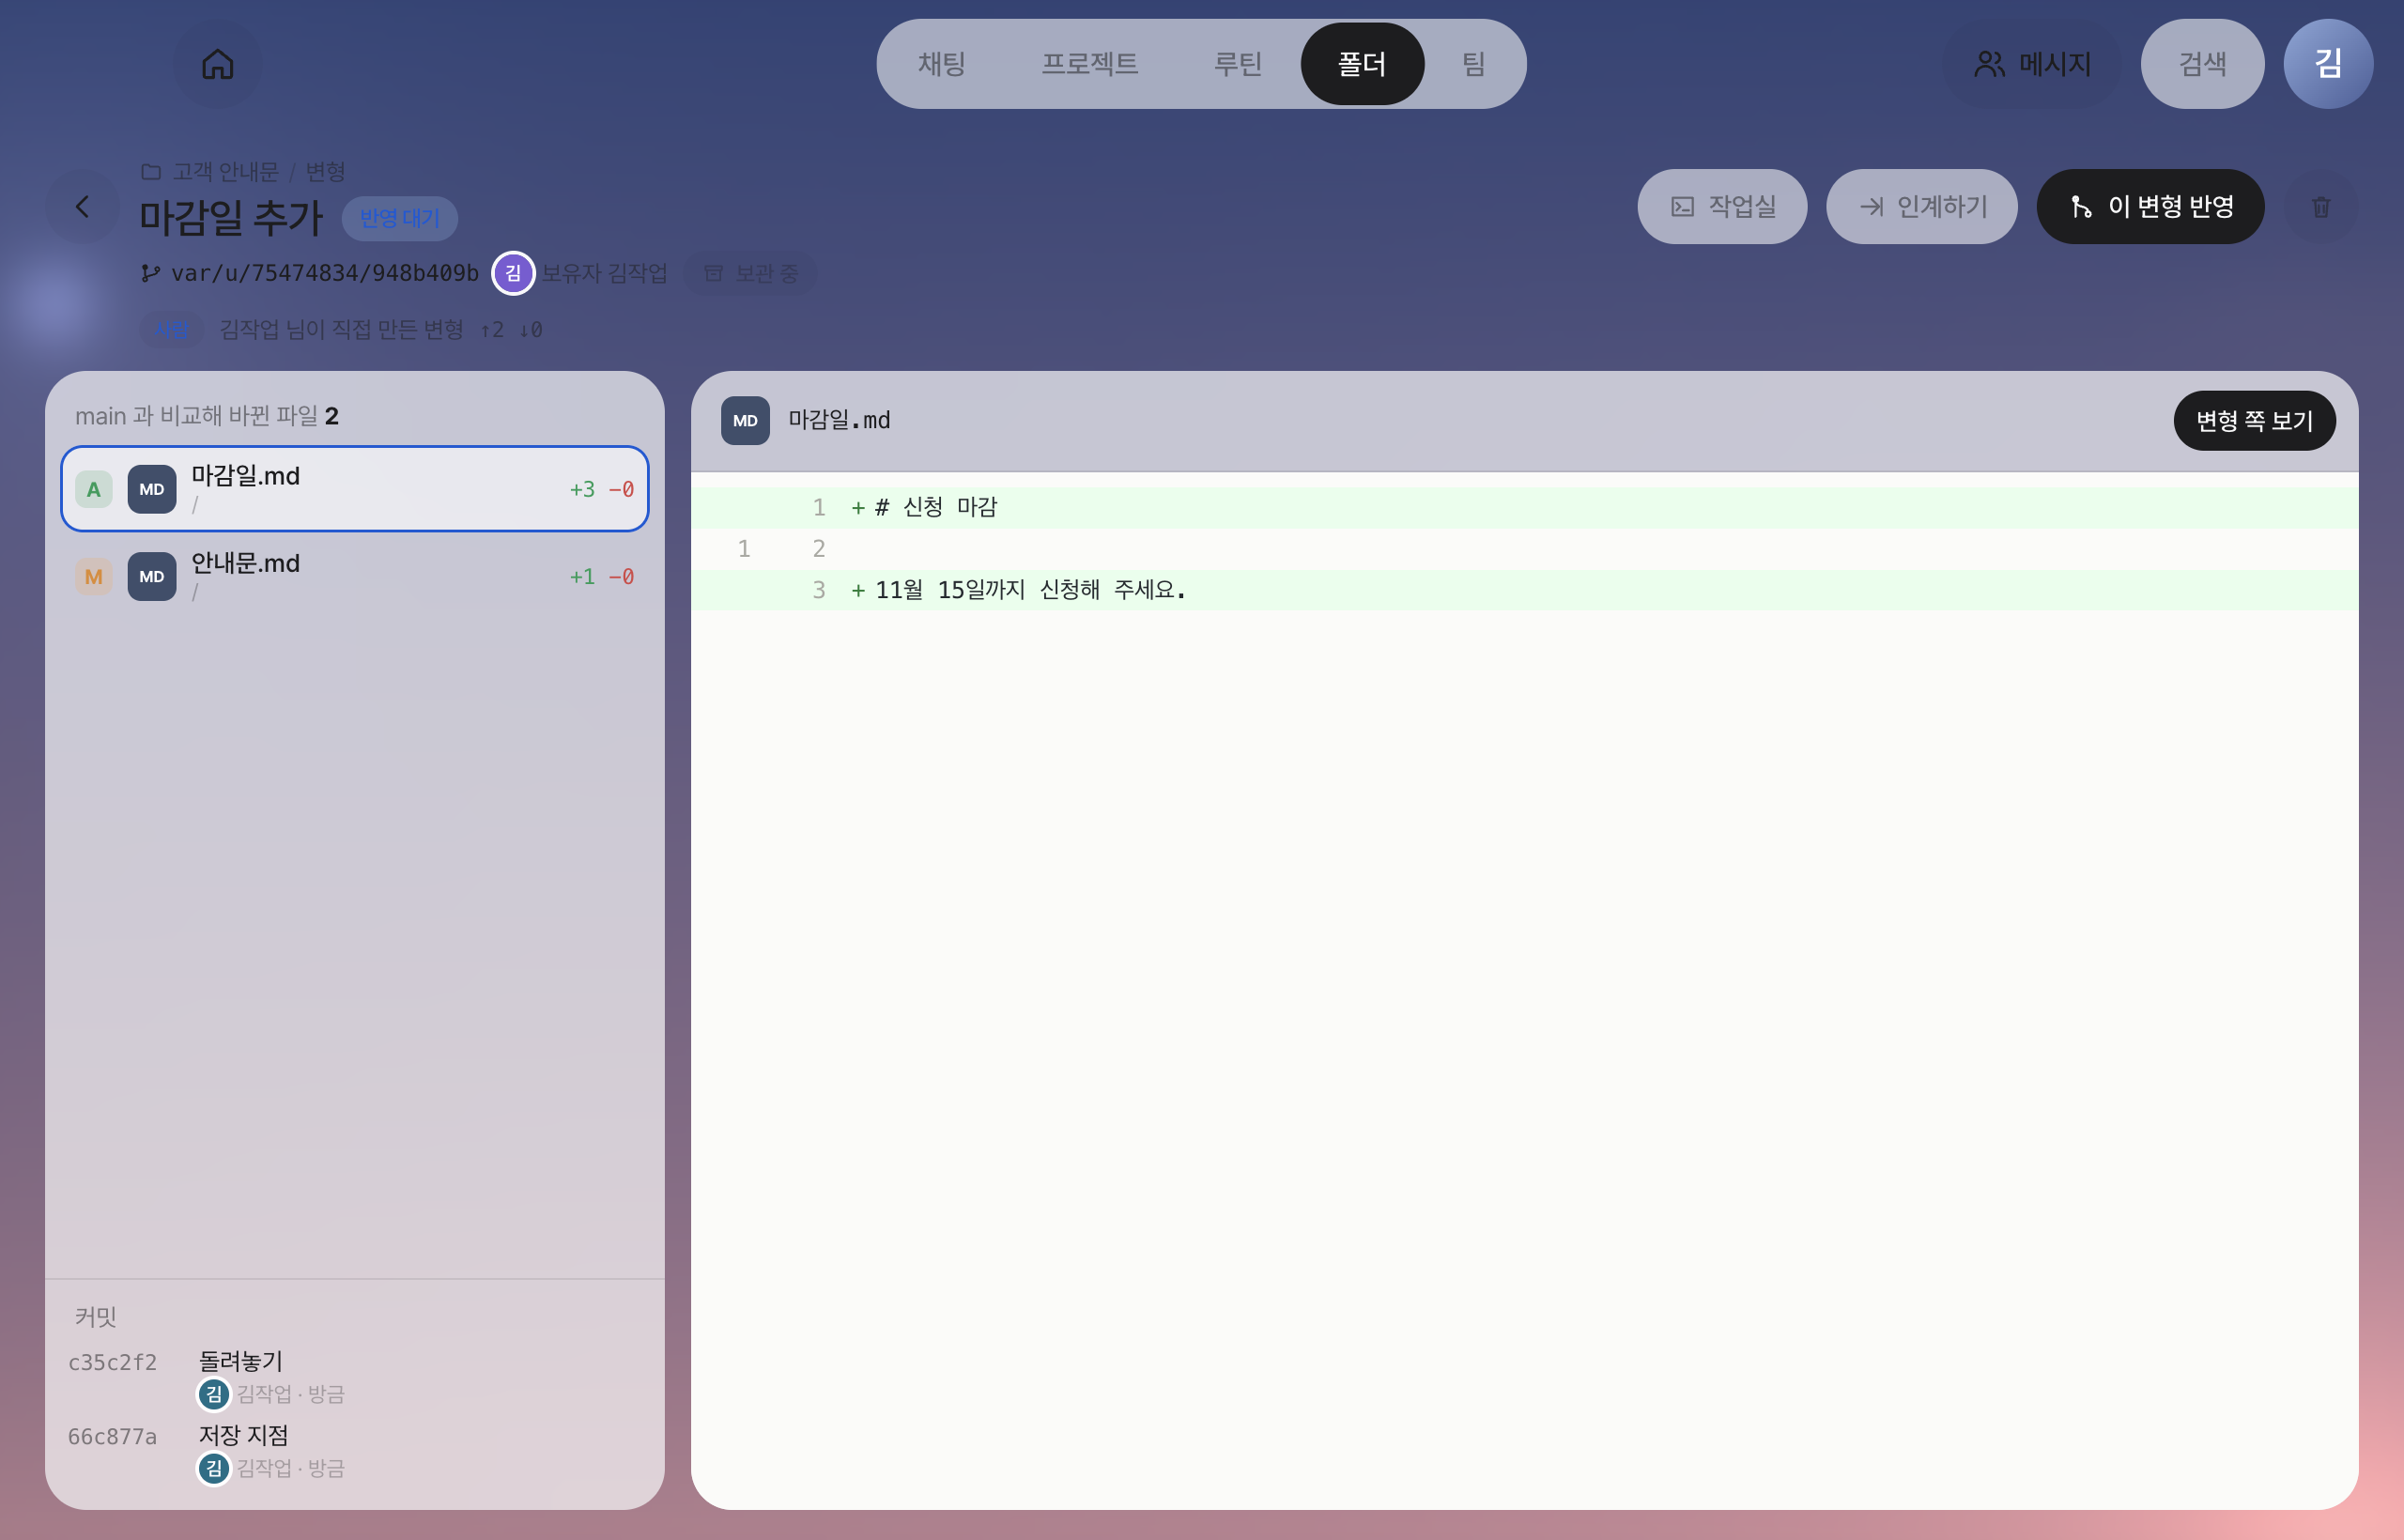 채팅 프로젝트 루틴 폴더 팀
메시지 검색 김
고객 안내문 / 변형
마감일 추가 반영 대기
작업실 인계하기 이 변형 반영
var/u/75474834/948b409b 김 보유자 김작업 보관 중
사람 김작업 님이 직접 만든 변형 ↑2 ↓0
main 과 비교해 바뀐 파일 2
A MD 마감일.md +3 −0
/
M MD 안내문.md +1 −0
/
커밋
c35c2f2 돌려놓기
김 김작업 · 방금
66c877a 저장 지점
김 김작업 · 방금
MD 마감일.md 변형 쪽 보기
1 + # 신청 마감
1 2
3 + 11월 15일까지 신청해 주세요.